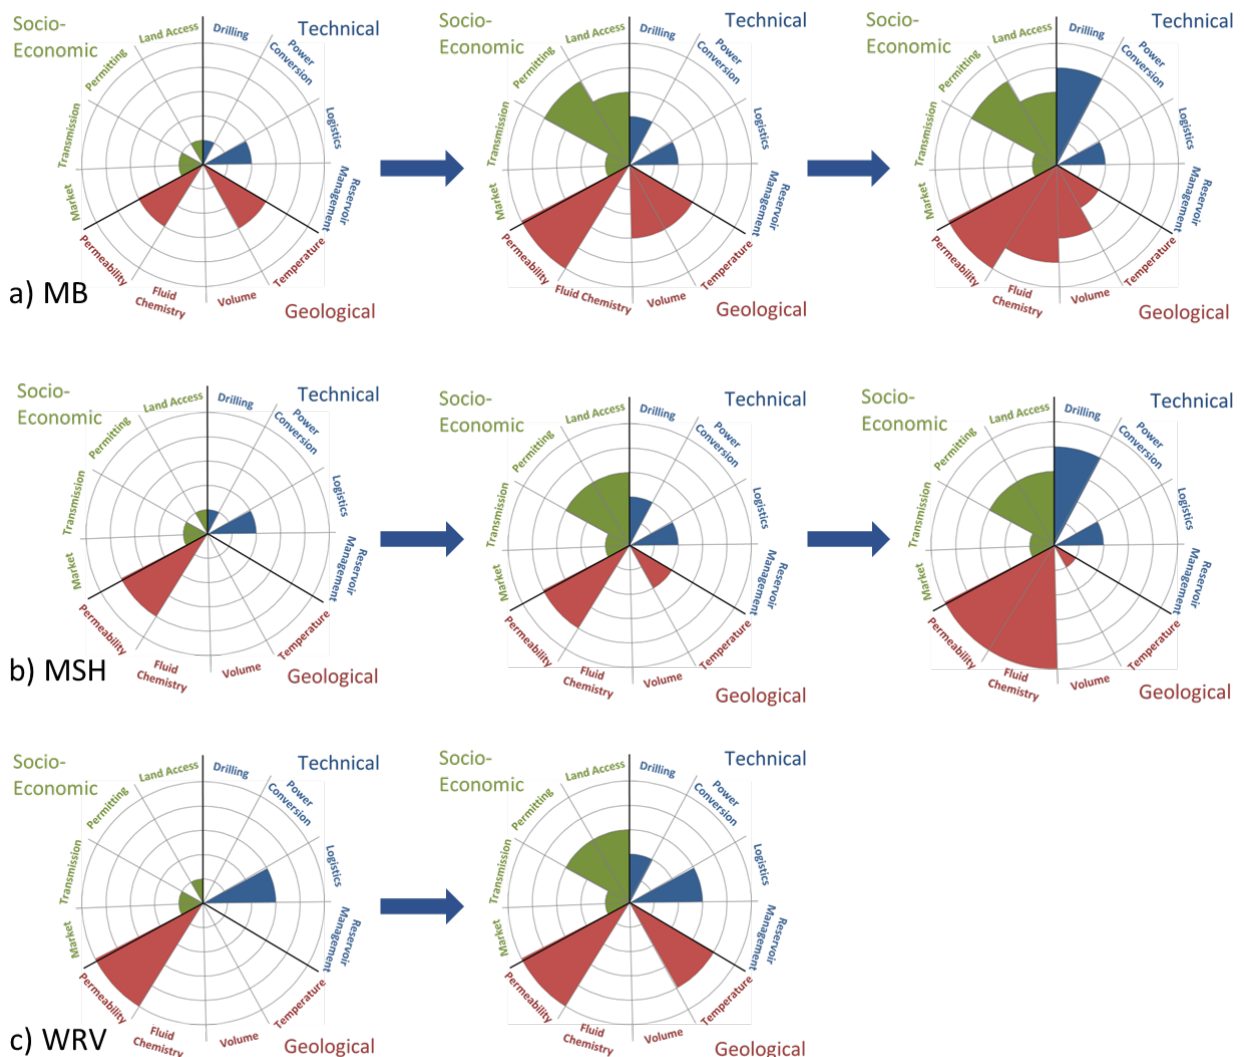 Socio-
Economic
Land Access
Drilling
Technical
Permitting
Power
Conversion
Transmission
Logistics
Market
Reservoir
Management
Permeability
Temperature
Fluid
Chemistry
Volume
Geological
Socio-
Economic
Land Access
Drilling
Technical
Permitting
Power
Conversion
Transmission
Logistics
Market
Reservoir
Management
Permeability
Temperature
Fluid Chemistry
Volume
Geological
Socio-
Economic
Land Access
Drilling
Technical
Permitting
Power
Conversion
Transmission
Logistics
Market
Reservoir
Management
Permeability
Temperature
Fluid
Chemistry
Volume
Geological
a) MB
Socio-
Economic
Land Access
Drilling
Technical
Permitting
Power
Conversion
Transmission
Logistics
Market
Reservoir
Management
Permeability
Temperature
Fluid
Chemistry
Volume
Geological
Socio-
Economic
Land Access
Drilling
Technical
Permitting
Power
Conversion
Transmission
Logistics
Market
Reservoir
Management
Permeability
Temperature
Fluid
Chemistry
Volume
Geological
Socio-
Economic
Land Access
Drilling
Technical
Permitting
Power
Conversion
Transmission
Logistics
Market
Reservoir
Management
Permeability
Temperature
Fluid
Chemistry
Volume
Geological
b) MSH
Socio-
Economic
Land Access
Drilling
Technical
Permitting
Power
Conversion
Transmission
Logistics
Market
Reservoir
Management
Permeability
Temperature
Fluid
Chemistry
Volume
Geological
Socio-
Economic
Land Access
Drilling
Technical
Permitting
Power
Conversion
Transmission
Logistics
Market
Reservoir
Management
Permeability
Temperature
Fluid
Chemistry
Volume
Geological
c) WRV